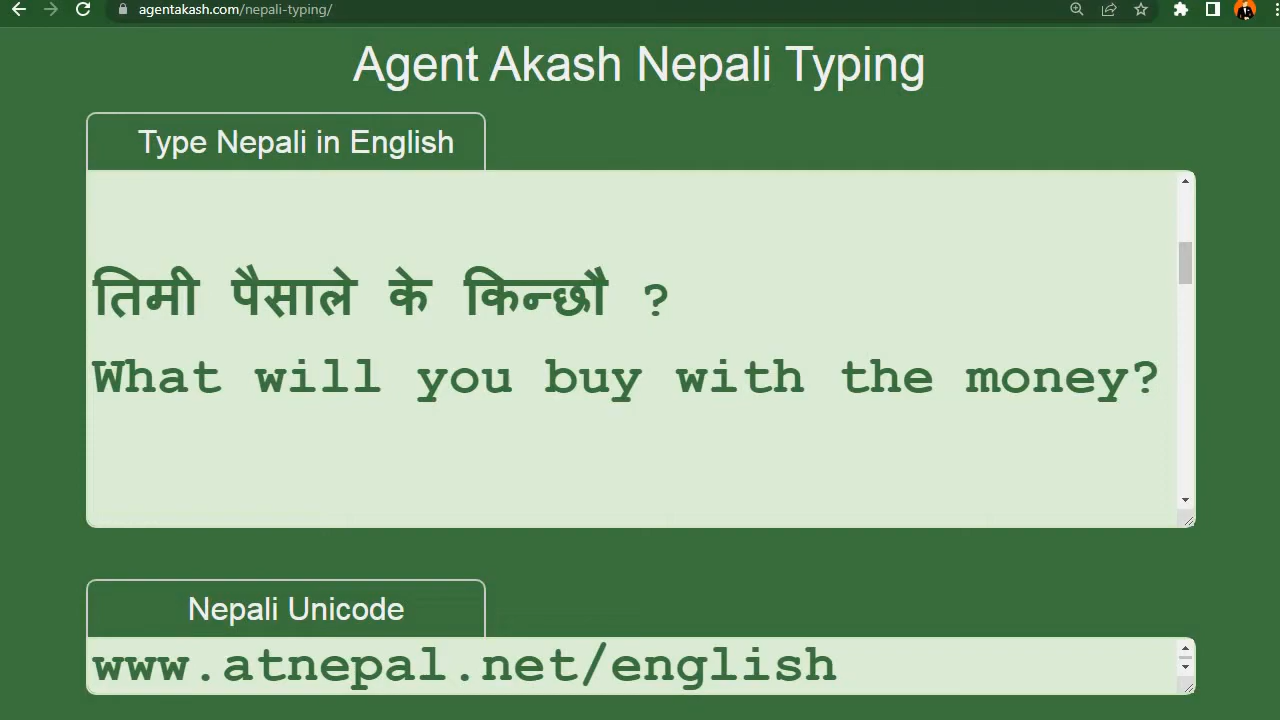 agentakash.com/nepali-typing/
Agent Akash Nepali Typing
Type Nepali in English
तिमी पैसाले के किन्छौ ?
What will you buy with the money?
Nepali Unicode
www.atnepal.net/english